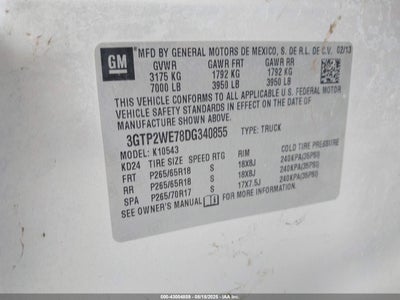 GM
MFD BY GENERAL MOTORS DE MEXICO, S. DE R.L. DE C.V. 02/13
GVWR GAWR FRT GAWR RR
3175 KG 1792 KG 1792 KG
7000 LB 3950 LB 3950 LB
THIS VEHICLE CONFORMS TO ALL APPLICABLE U.S. FEDERAL MOTOR
VEHICLE SAFETY STANDARDS IN EFFECT ON THE DATE OF
MANUFACTURE SHOWN ABOVE.
3GTP2WE78DG340855 TYPE: TRUCK
MODEL: K10543
KD24 TIRE SIZE SPEED RTG RIM COLD TIRE PRESSURE
FRT P265/65R18 S 18X8J 240KPA(35PSI)
RR P265/65R18 S 18X8J 240KPA(35PSI)
SPA P265/70R17 S 17X7.5J 240KPA(35PSI)
SEE OWNER'S MANUAL FOR ADDITIONAL INFORMATION.